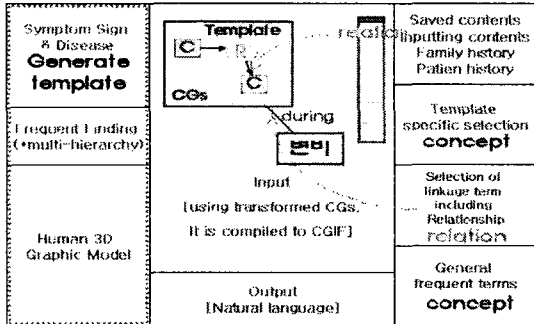 Symptom Sign
& Disease
Generate
template
Frequent Finding
(•multi-hierarchy)
Human 3D
Graphic Model
Template
C
R
C
CGs
relation
during
변비
Input
[using transformed CGs,
It is compiled to CGIF]
Output
[Natural language]
Saved contents
Inputting contents
Family history
Patien history
Template
specific selection
concept
Selection of
linkage term
including
Relationship
relation
General
frequent terms
concept